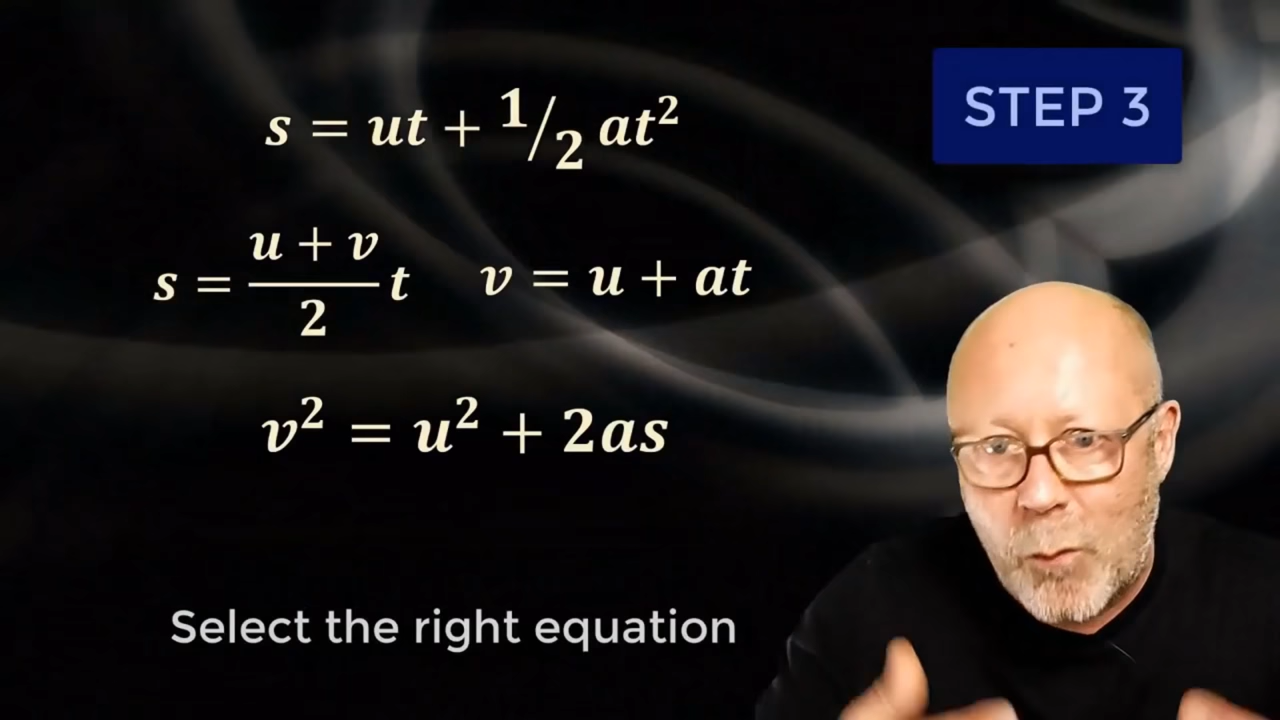 STEP 3
s = ut + 1/2 at²
s = (u + v)/2 t
v = u + at
v² = u² + 2as
Select the right equation